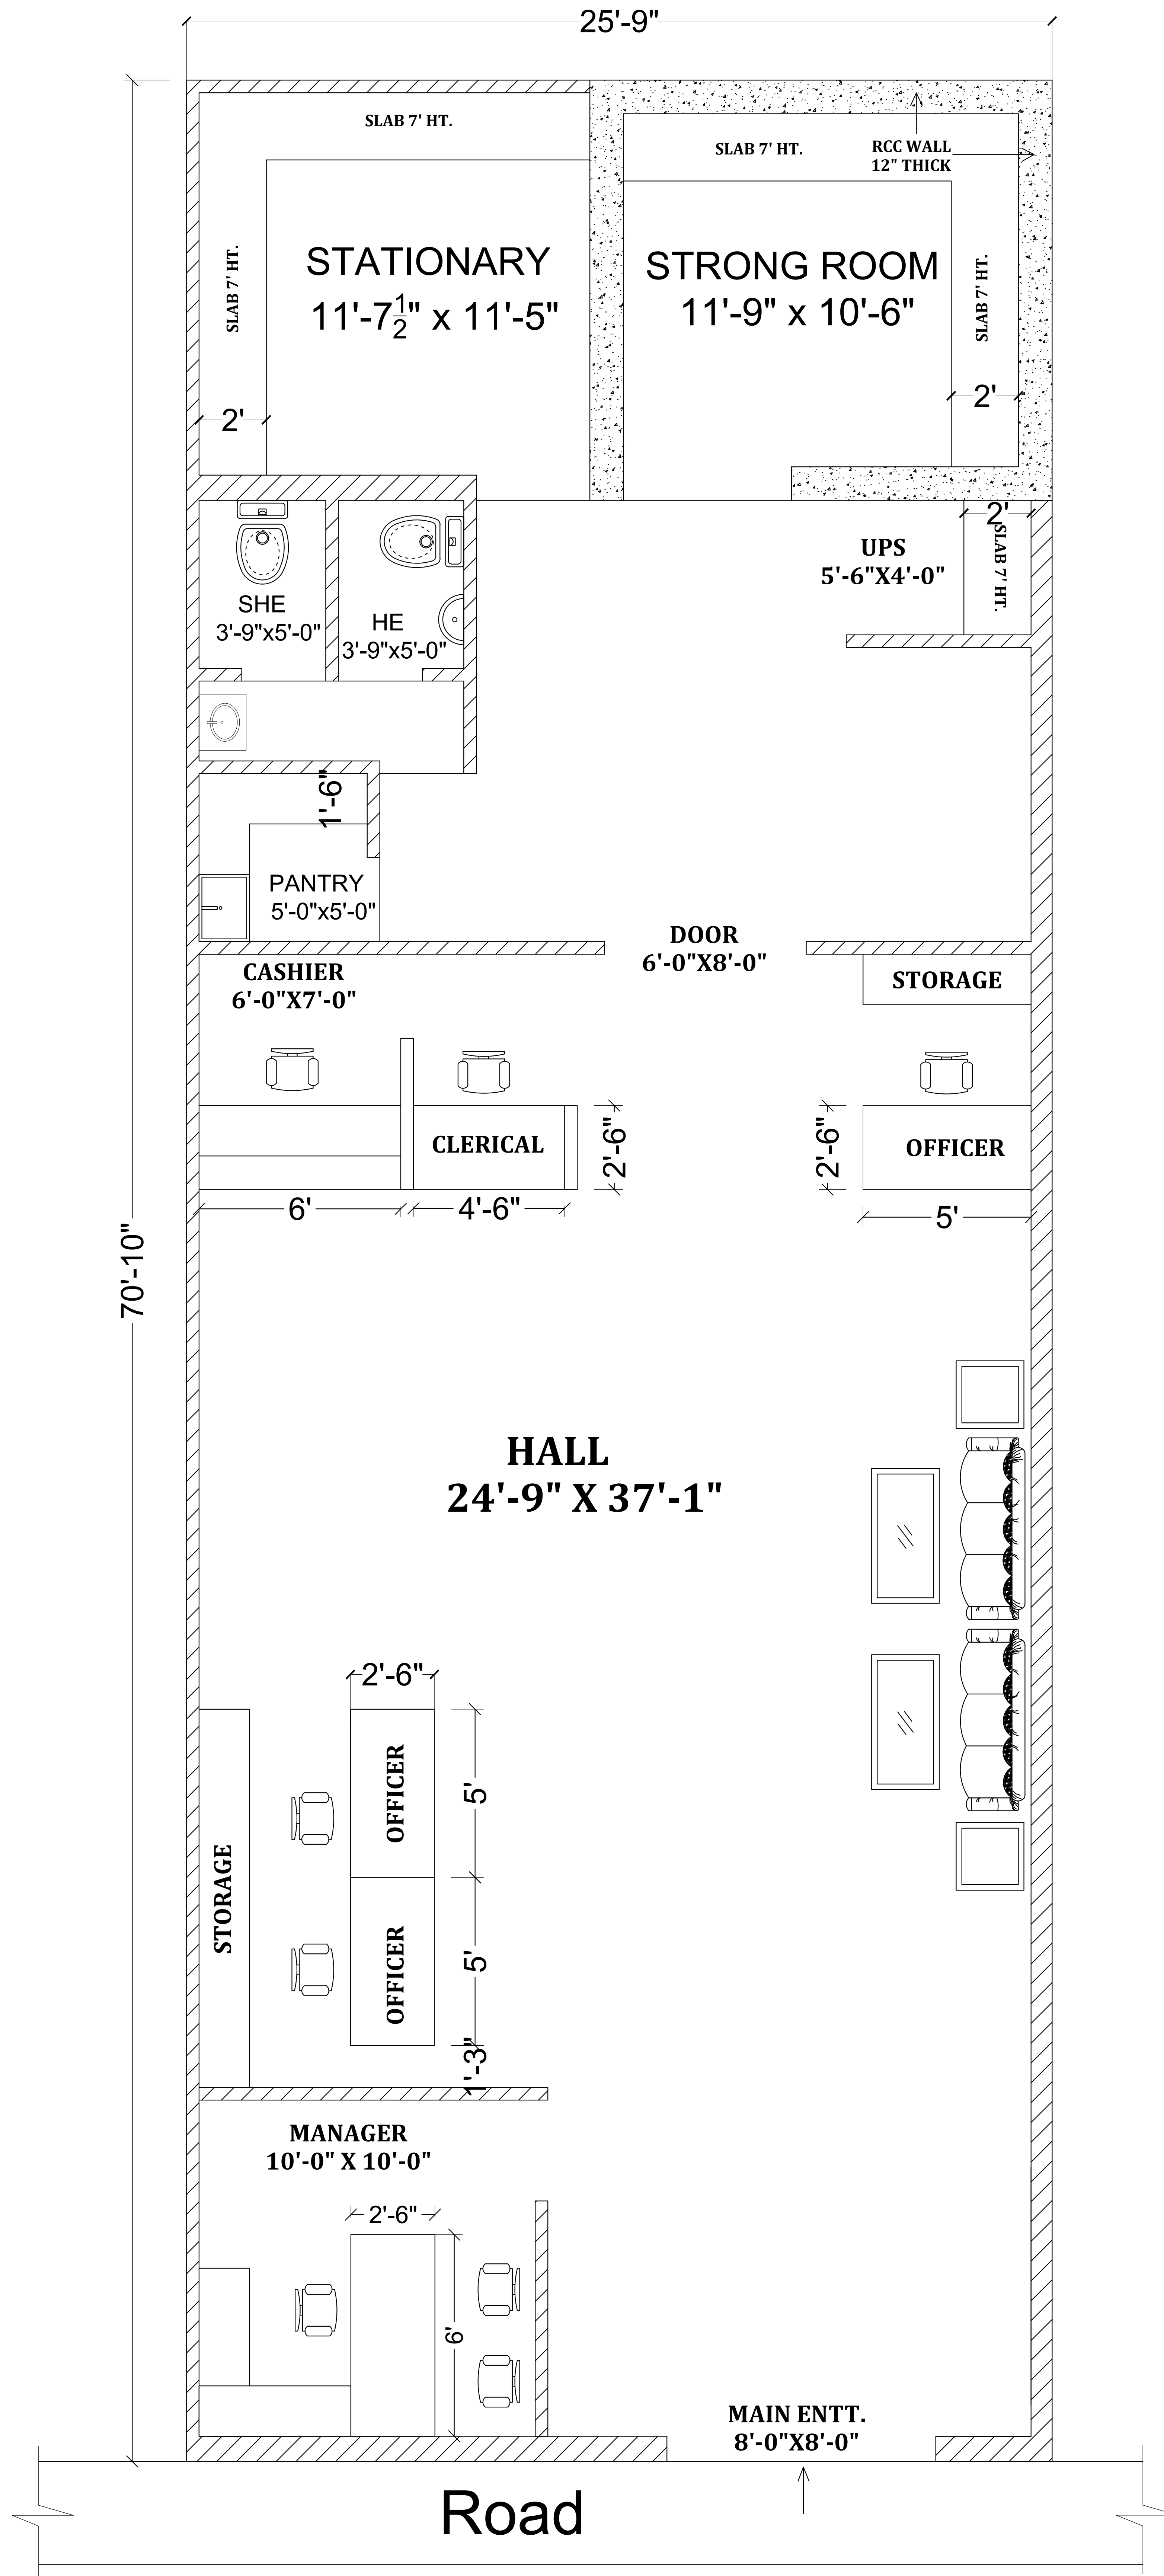 25'-9"
SLAB 7' HT.
SLAB 7' HT.
RCC WALL
12" THICK
SLAB 7' HT.
STATIONARY
11'-7½" x 11'-5"
STRONG ROOM
11'-9" x 10'-6"
SLAB 7' HT.
2'
2'
2'
SLAB 7' HT.
UPS
5'-6"X4'-0"
SHE
3'-9"x5'-0"
HE
3'-9"x5'-0"
1'-6"
PANTRY
5'-0"x5'-0"
DOOR
6'-0"X8'-0"
CASHIER
6'-0"X7'-0"
STORAGE
CLERICAL
2'-6"
2'-6"
OFFICER
6'
4'-6"
5'
70'-10"
HALL
24'-9" X 37'-1"
2'-6"
OFFICER
5'
STORAGE
OFFICER
5'
1'-3"
MANAGER
10'-0" X 10'-0"
2'-6"
6'
MAIN ENTT.
8'-0"X8'-0"
Road